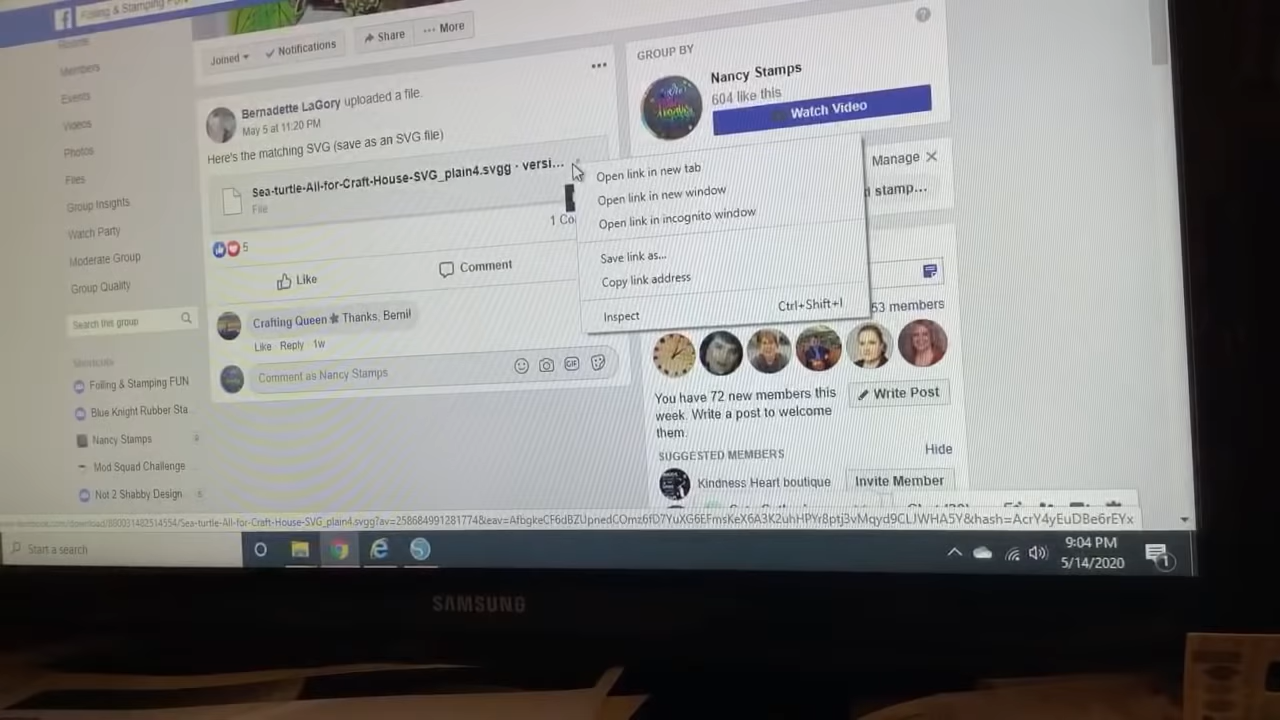 Foiling & Stamping FUN
Members
Events
Videos
Photos
Files
Group Insights
Watch Party
Moderate Group
Group Quality
Search this group
Shortcuts
Foiling & Stamping FUN
Blue Knight Rubber Sta...
Nancy Stamps
Mod Squad Challenge
Not 2 Shabby Design
Joined
Notifications
Share
More
Bernadette LaGory uploaded a file.
May 5 at 11:20 PM
Here's the matching SVG (save as an SVG file)
Sea-turtle-All-for-Craft-House-SVG_plain4.svgg · versi...
File
1 Co
5
Like
Comment
Crafting Queen Thanks, Berni!
Like · Reply · 1w
Comment as Nancy Stamps
GIF
Open link in new tab
Open link in new window
Open link in incognito window
Save link as...
Copy link address
Inspect
Ctrl+Shift+I
GROUP BY
Nancy Stamps
604 like this
Watch Video
Manage
stamp...
53 members
You have 72 new members this
week. Write a post to welcome
them.
Write Post
SUGGESTED MEMBERS
Hide
Kindness Heart boutique
Invite Member
Start a search
9:04 PM
5/14/2020
1
SAMSUNG